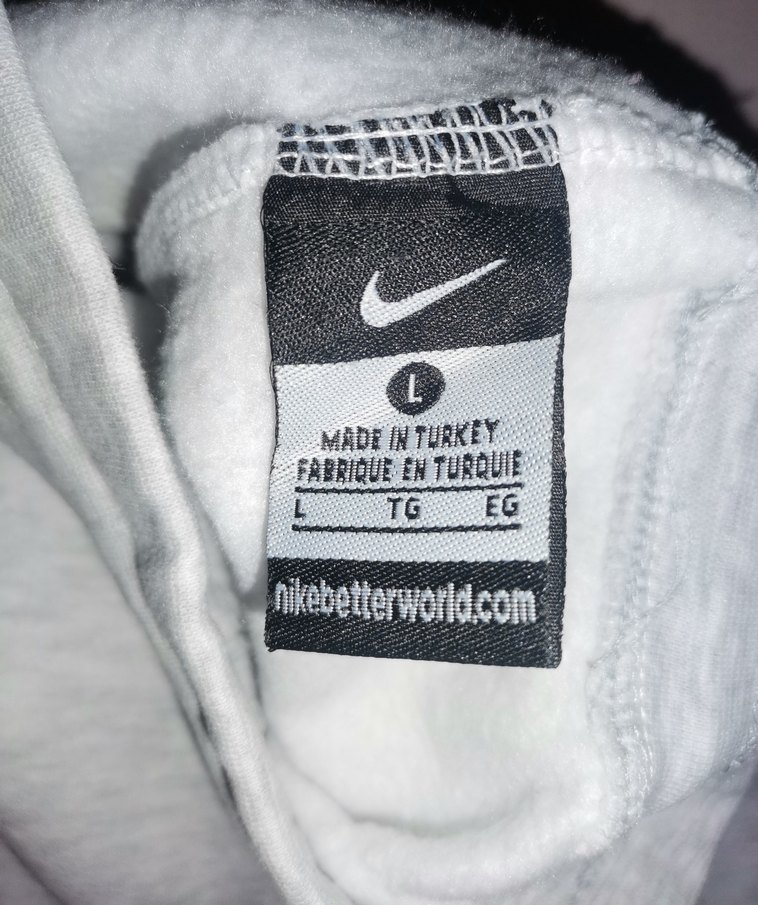 L
MADE IN TURKEY
FABRIQUE EN TURQUIE
L TG EG
nikebetterworld.com